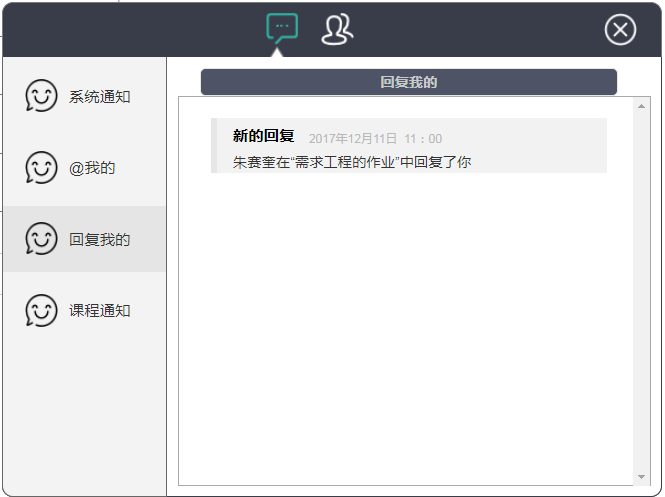 系统通知
@我的
回复我的
课程通知
回复我的
新的回复 2017年12月11日 11：00
朱赛奎在“需求工程的作业”中回复了你